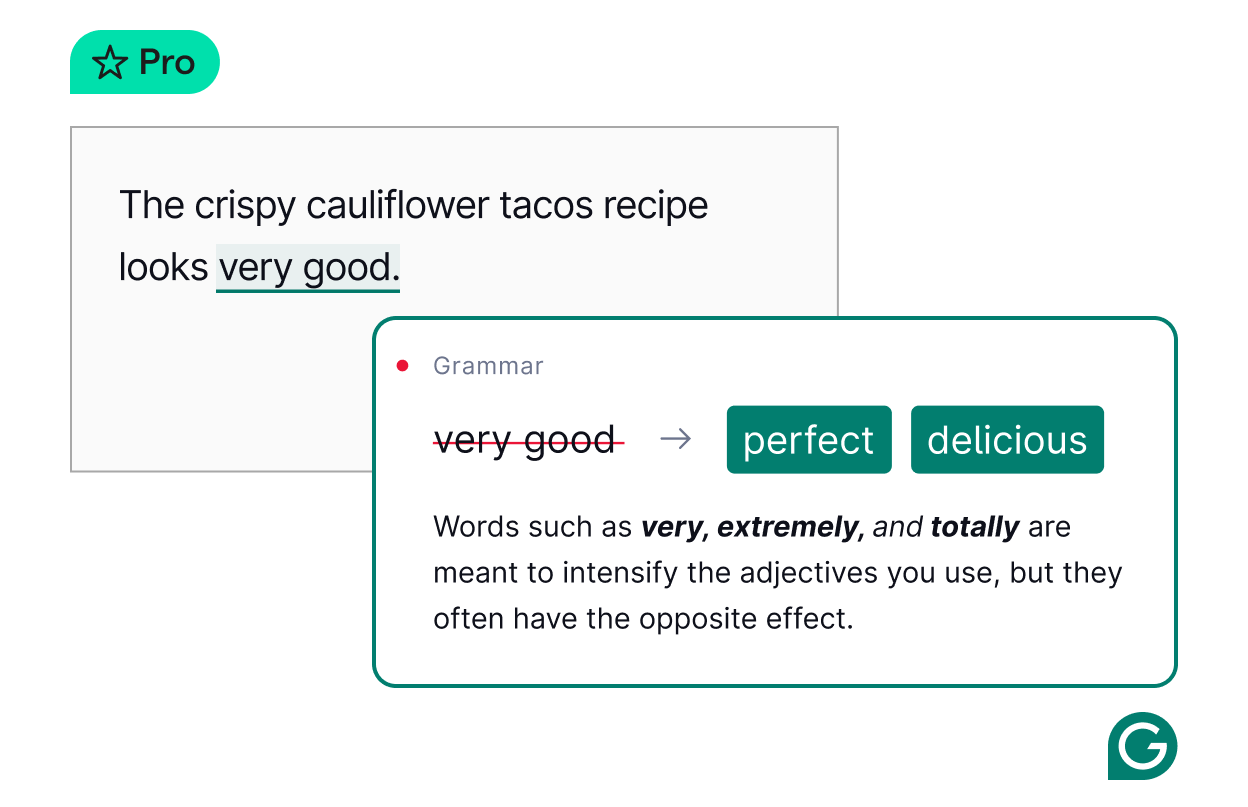 Pro
The crispy cauliflower tacos recipe
looks very good.
Grammar
very good → perfect delicious
Words such as very, extremely, and totally are
meant to intensify the adjectives you use, but they
often have the opposite effect.
G